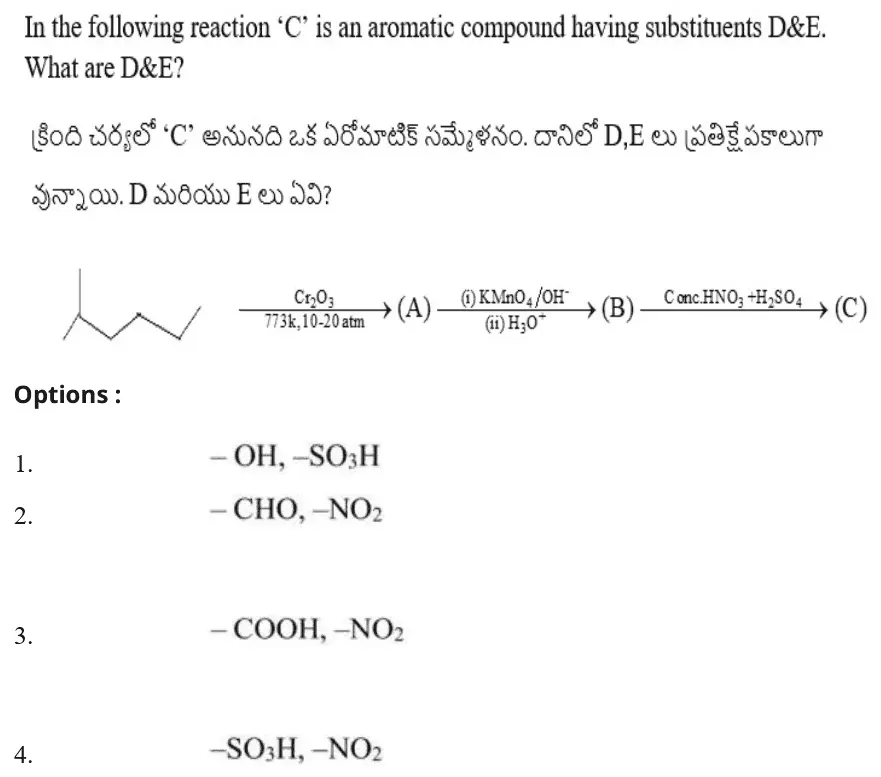 In the following reaction ‘C’ is an aromatic compound having substituents D&E.
What are D&E?
క్రింది చర్యలో ‘C’ అనునది ఒక ఏరోమాటిక్ సమ్మేళనం. దానిలో D,E లు ప్రతిక్షేపకాలుగా
వున్నాయి. D మరియు E లు ఏవి?
Cr₂O₃
773k,10-20 atm
(A)
(i) KMnO₄/OH⁻
(ii) H₃O⁺
(B)
Conc.HNO₃+H₂SO₄
(C)
Options :
1. – OH, –SO₃H
2. – CHO, –NO₂
3. – COOH, –NO₂
4. –SO₃H, –NO₂